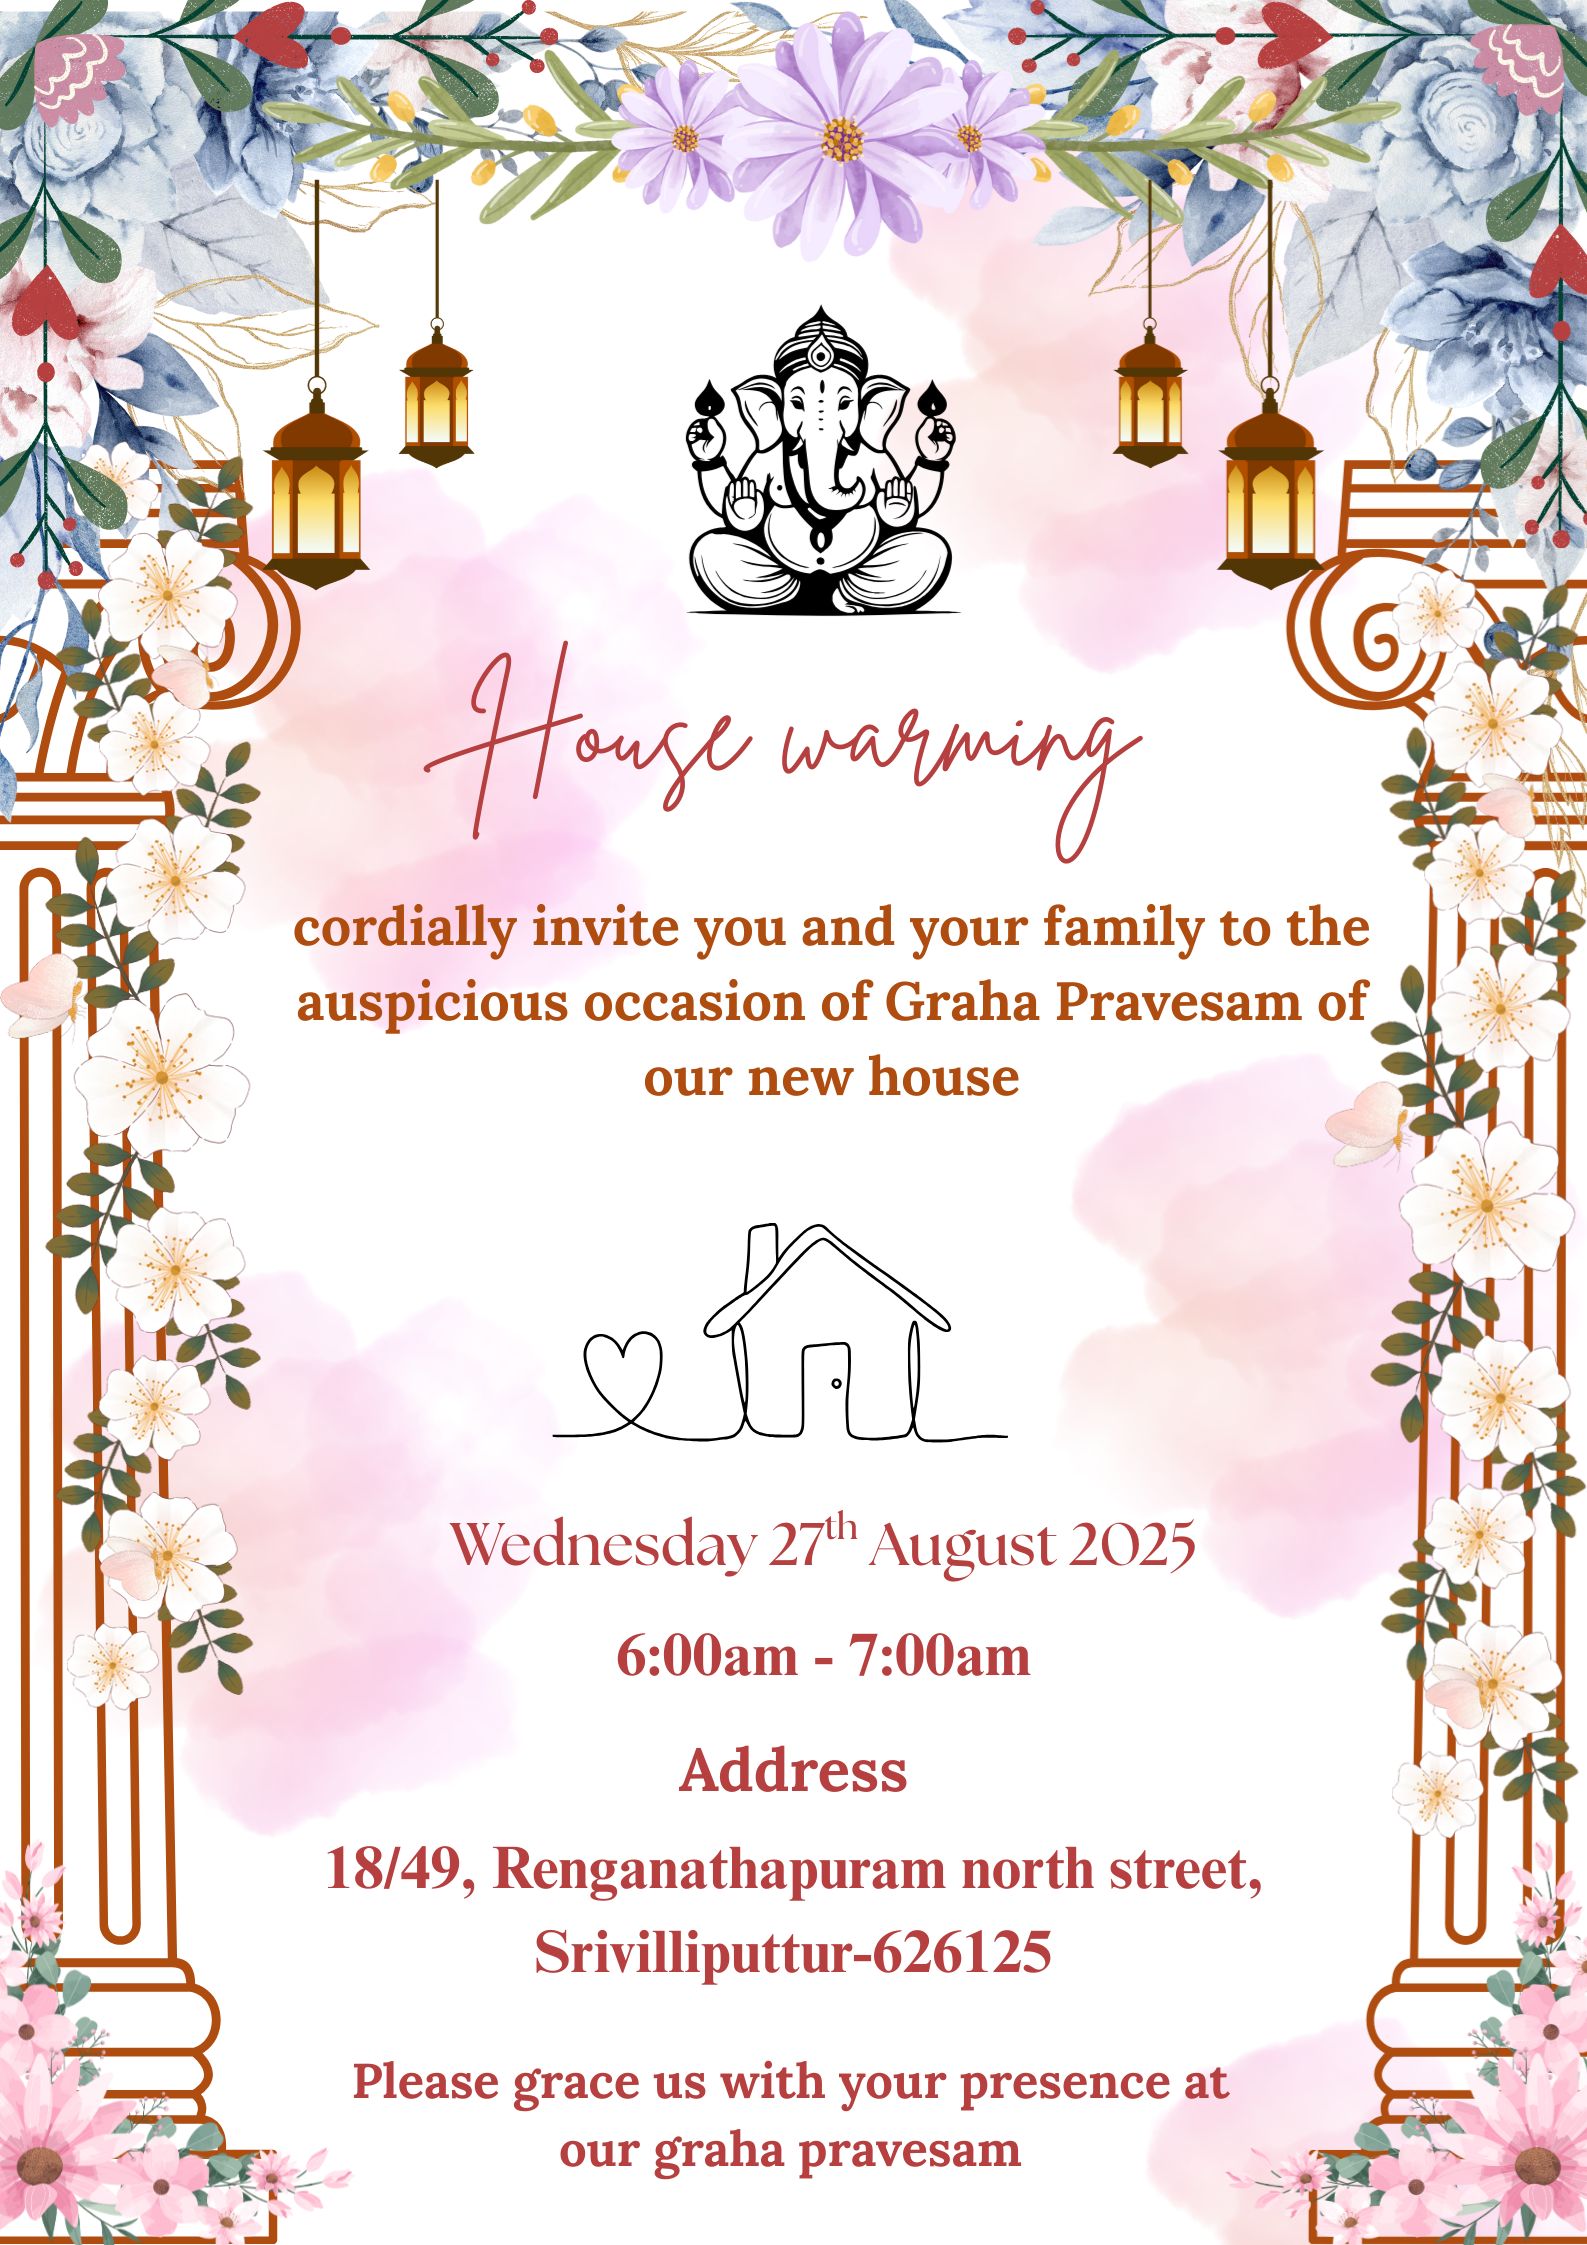 House warming
cordially invite you and your family to the
auspicious occasion of Graha Pravesam of
our new house
Wednesday 27th August 2025
6:00am - 7:00am
Address
18/49, Renganathapuram north street,
Srivilliputtur-626125
Please grace us with your presence at
our graha pravesam